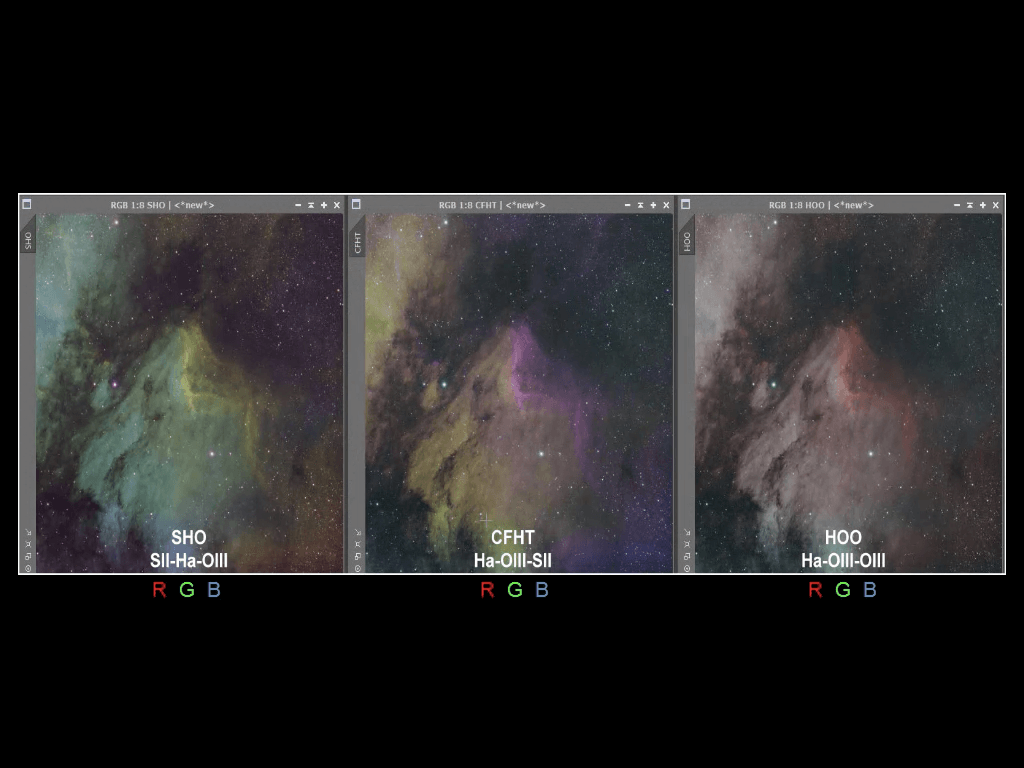 RGB 1:8 SHO | <*new*>
SHO
SHO
SII-Ha-OIII
R G B
RGB 1:8 CFHT | <*new*>
CFHT
CFHT
Ha-OIII-SII
R G B
RGB 1:8 HOO | <*new*>
HOO
HOO
Ha-OIII-OIII
R G B